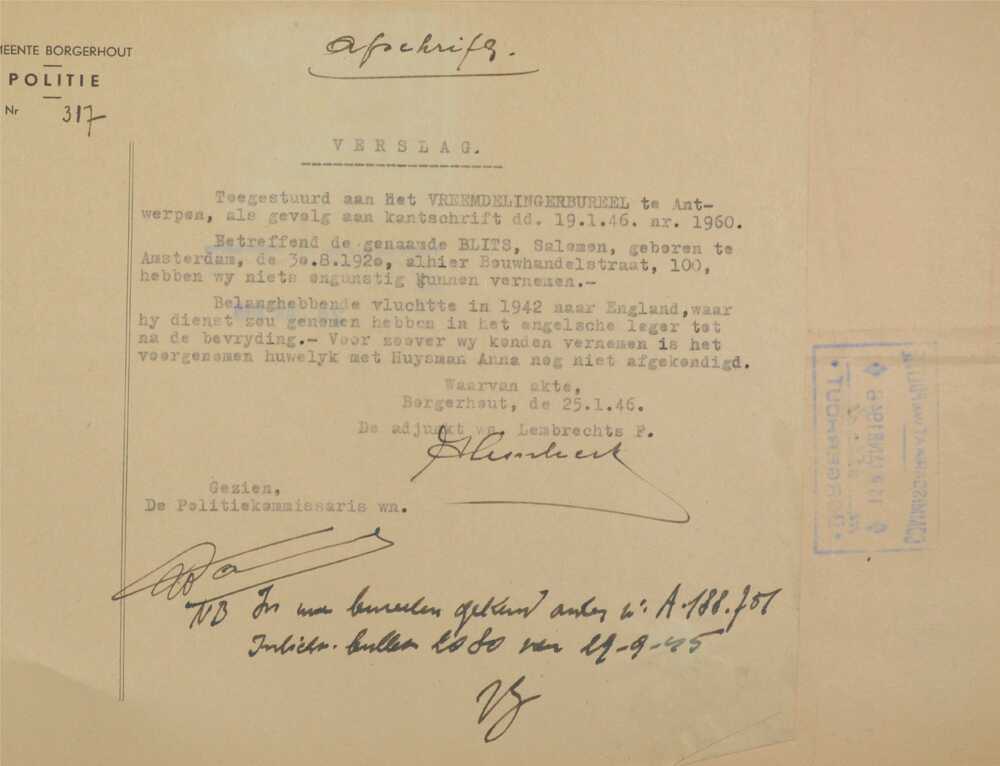 MEENTE BORGERHOUT
POLITIE
Nr 317
Afschrift.
VERSLAG.
Toegestuurd aan het VREEMDELINGERBUREEL te Ant-
werpen, als gevolg aan kantschrift dd. 19.1.46. nr. 1960.
Betreffend de genaamde BLITS, Salomon, geboren te
Amsterdam, de 30.8.1920, alhier Bouwhandelstraat, 100,
hebben wy niets ongunstig kunnen vernemen.-
Belanghebbende vluchtte in 1942 naar England,waar
hy dienst zou genomen hebben in het engelsche leger tot
na de bevryding.- Voor zoover wy konden vernemen is het
voorgenomen huwelyk met Huysman Anna nog niet afgekondigd.
Waarvan akte,
Borgerhout, de 25.1.46.
De adjunkt wn. Lembrechts F.
Gezien,
De Politiekommissaris wn.
NB In onze bureelen gekend onder n: A.188.701
Inlicht. bullet 2080 van 29-9-45